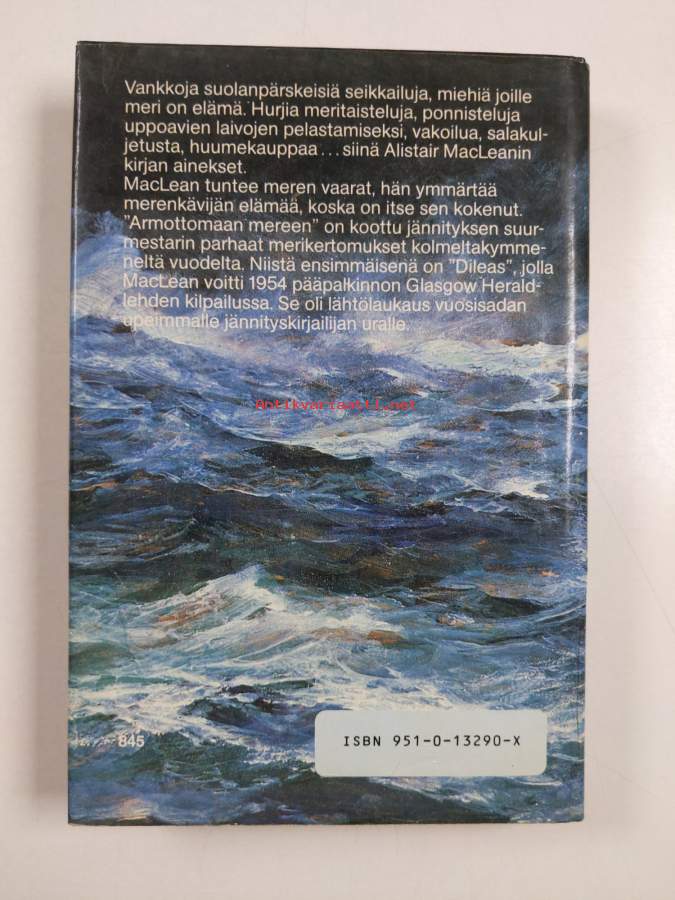 Vankkoja suolanpärskeisiä seikkailuja, miehiä joille
meri on elämä. Hurjia meritaisteluja, ponnisteluja
uppoavien laivojen pelastamiseksi, vakoilua, salakul-
jetusta, huumekauppaa...siinä Alistair MacLeanin
kirjan ainekset.
MacLean tuntee meren vaarat, hän ymmärtää
merenkävijän elämää, koska on itse sen kokenut.
"Armottomaan mereen" on koottu jännityksen suur-
mestarin parhaat merikertomukset kolmeltakymme-
neltä vuodelta. Niistä ensimmäisenä on "Dileas", jolla
MacLean voitti 1954 pääpalkinnon Glasgow Herald-
lehden kilpailussa. Se oli lähtölaukaus vuosisadan
upeimmalle jännityskirjailijan uralle.
Antikvariaatti.net
845
ISBN 951-0-13290-X